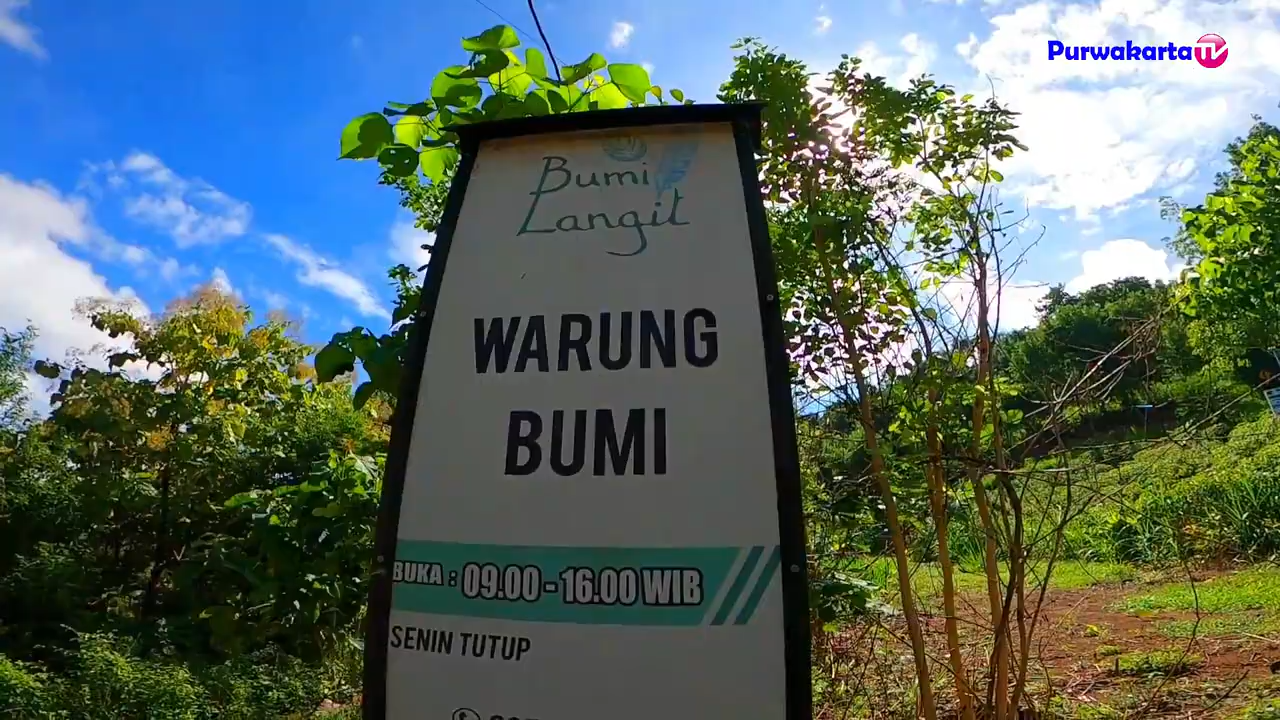 PurwakartaTV
Bumi
Langit
WARUNG
BUMI
BUKA : 09.00 - 16.00 WIB
SENIN TUTUP